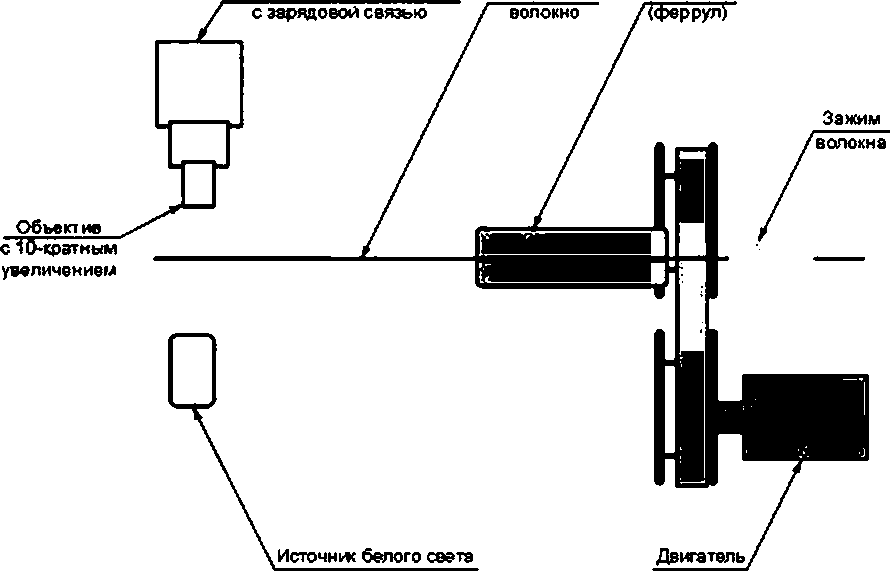 с зарядовой связью
волокно
(феррул)
Зажим
волокна
Объектив
с 10-кратным
увеличением
Источник белого света
Двигатель